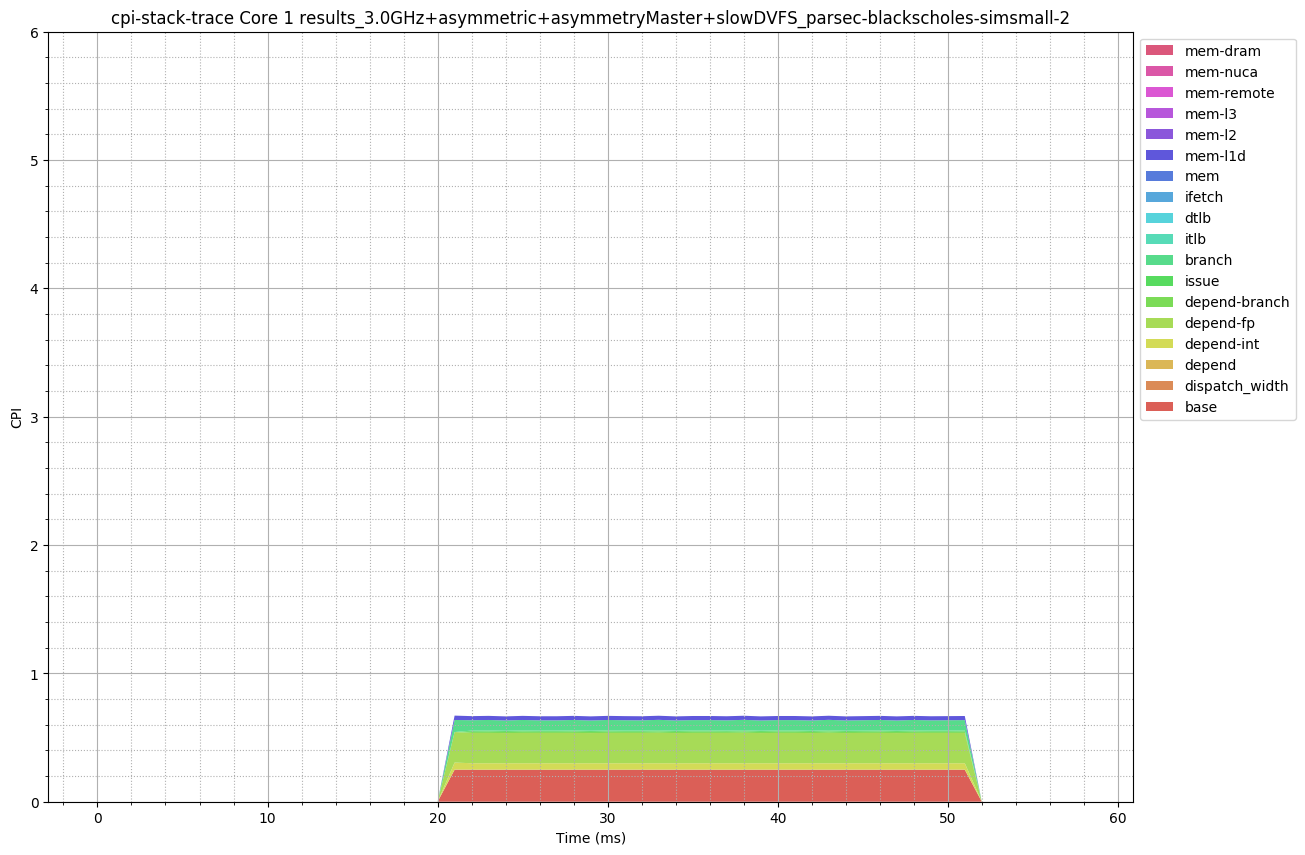 cpi-stack-trace Core 1 results_3.0GHz+asymmetric+asymmetryMaster+slowDVFS_parsec-blackscholes-simsmall-2
6
5
4
3
2
1
0
CPI
0 10 20 30 40 50 60
Time (ms)
mem-dram
mem-nuca
mem-remote
mem-l3
mem-l2
mem-l1d
mem
ifetch
dtlb
itlb
branch
issue
depend-branch
depend-fp
depend-int
depend
dispatch_width
base